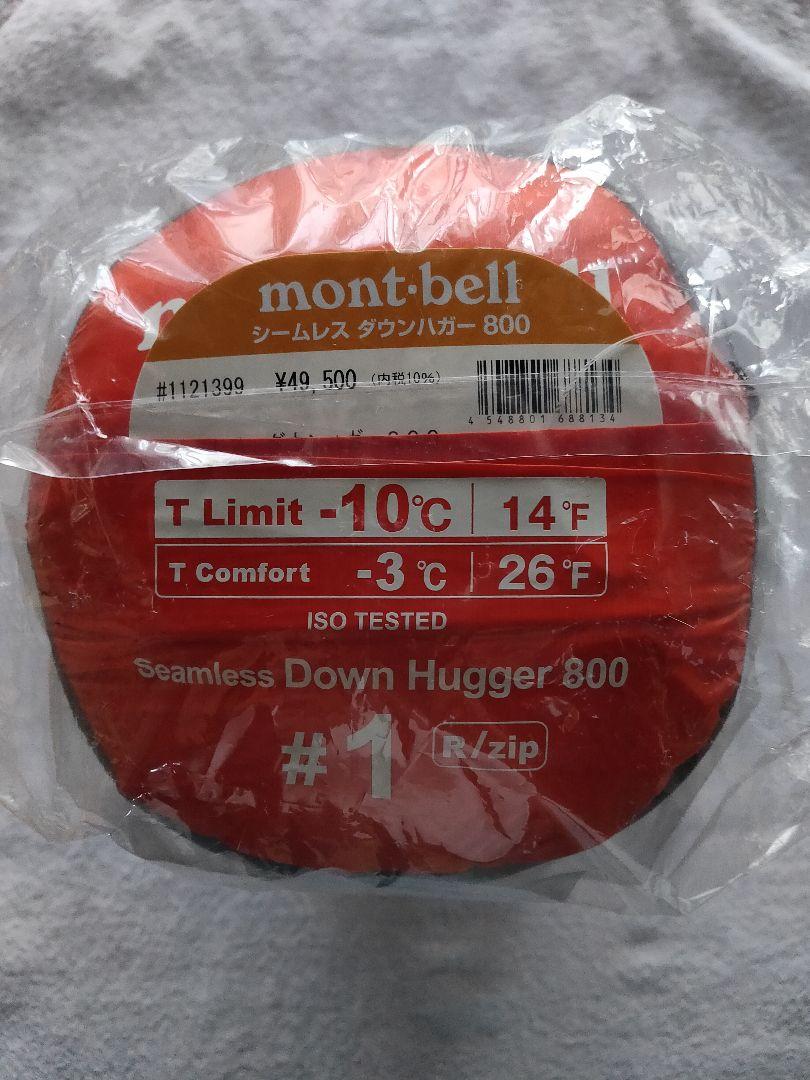 mont·bell
シームレス ダウンハガー 800
#1121399 ¥49,500 (内税10%)
4 548801 688134
T Limit -10℃ 14°F
T Comfort -3℃ 26°F
ISO TESTED
Seamless Down Hugger 800
#1 R/zip